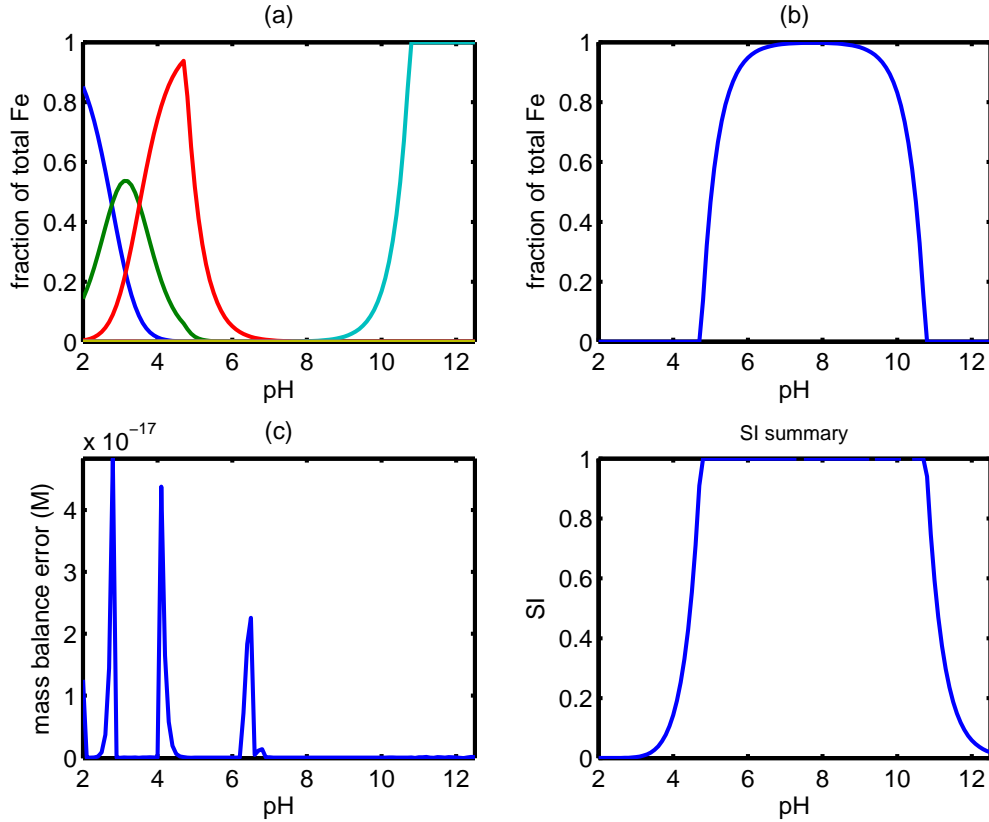 (a)
1
0.8
0.6
0.4
0.2
0
2 4 6 8 10 12
fraction of total Fe
pH
(b)
1
0.8
0.6
0.4
0.2
0
2 4 6 8 10 12
fraction of total Fe
pH
x 10−17
(c)
4
3
2
1
0
2 4 6 8 10 12
mass balance error (M)
pH
SI summary
1
0.8
0.6
0.4
0.2
0
2 4 6 8 10 12
SI
pH